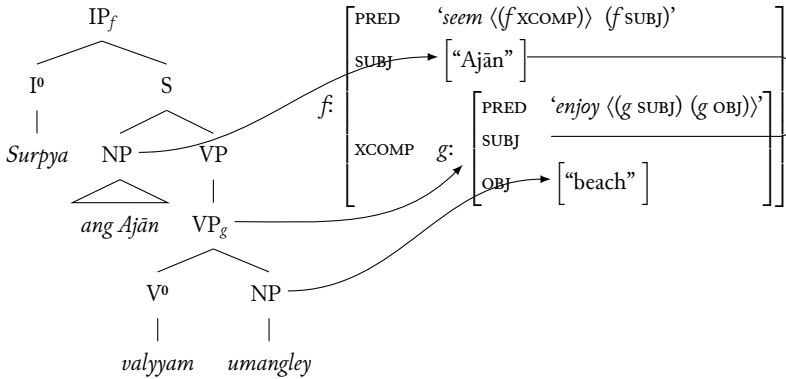 IP_f
I⁰ S
Surpya NP VP
ang Ajān VP_g
V⁰ NP
valyyam umangley
f: PRED ‘seem ⟨(f XCOMP)⟩ (f SUBJ)’
SUBJ [“Ajān”]
XCOMP g: PRED ‘enjoy ⟨(g SUBJ) (g OBJ)⟩’
SUBJ
OBJ [“beach”]